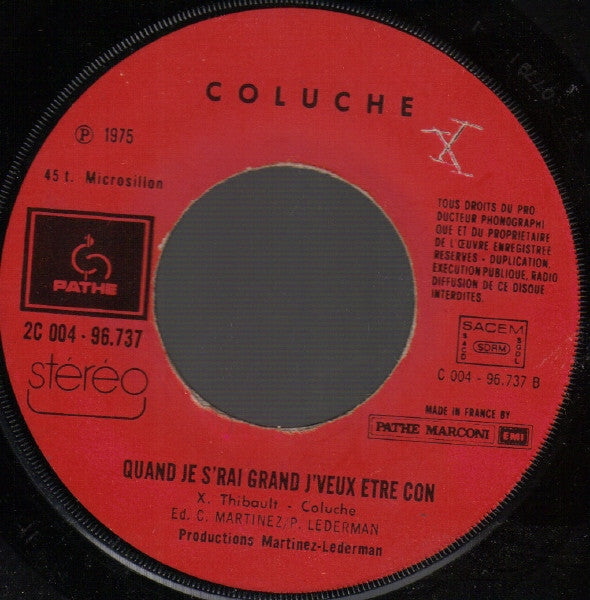 COLUCHE
℗ 1975
45 t. Microsillon
TOUS DROITS DU PRO
DUCTEUR PHONOGRAPHI
QUE ET DU PROPRIETAIRE
DE L'ŒUVRE ENREGISTREE
RESERVES - DUPLICATION,
EXECUTION PUBLIQUE, RADIO
DIFFUSION DE CE DISQUE
INTERDITES.
PATHE
2C 004 - 96.737
stéréo
SACEM
SACD
SDRM
SGDL
C 004 - 96.737 B
MADE IN FRANCE BY
PATHE MARCONI EMI
QUAND JE S'RAI GRAND J'VEUX ETRE CON
X. Thibault - Coluche
Ed. C. MARTINEZ/P. LEDERMAN
Productions Martinez-Lederman